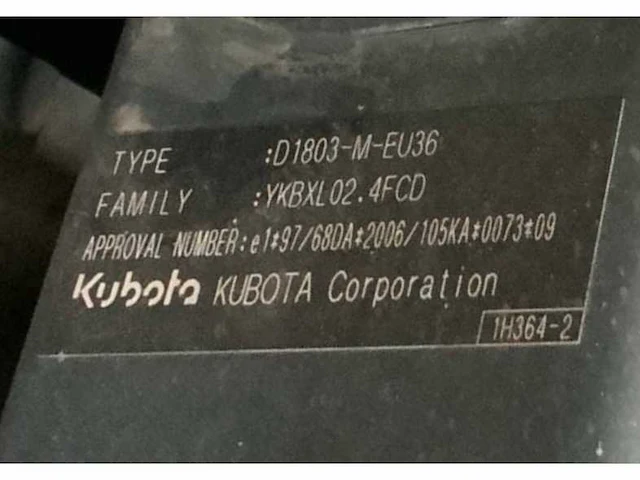 TYPE :D1803-M-EU36
FAMILY :YKBXL02.4FCD
APPROVAL NUMBER:e1*97/68DA*2006/105KA*0073*09
Kubota KUBOTA Corporation
1H364-2